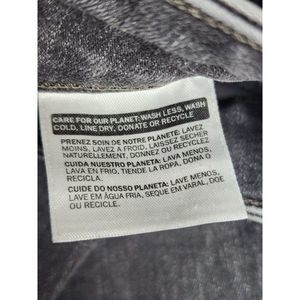 CARE FOR OUR PLANET: WASH LESS, WASH
COLD, LINE DRY, DONATE OR RECYCLE
PRENEZ SOIN DE NOTRE PLANETE: LAVEZ
MOINS, LAVEZ A FROID, LAISSEZ SECHER
NATURELLEMENT, DONNEZ OU RECYCLEZ
CUIDA NUESTRO PLANETA: LAVA MENOS,
LAVA EN FRIO, TIENDE LA ROPA, DONA O
RECICLA.
CUIDE DO NOSSO PLANETA: LAVE MENOS,
LAVE EM ÁGUA FRIA, SEQUE EM VARAL, DOE
OU RECICLE.